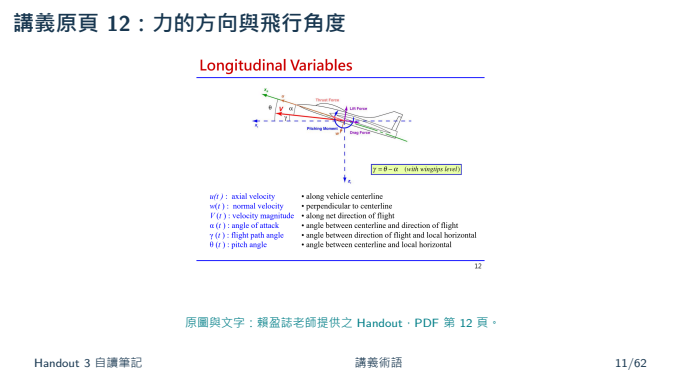 講義原頁 12：力的方向與飛行角度
Longitudinal Variables
Thrust Force
Lift Force
θ
V
α
γ
Pitching Moment
Drag Force
γ = θ − α (with wingtips level)
u(t) : axial velocity • along vehicle centerline
w(t) : normal velocity • perpendicular to centerline
V (t) : velocity magnitude • along net direction of flight
α (t) : angle of attack • angle between centerline and direction of flight
γ (t) : flight path angle • angle between direction of flight and local horizontal
θ (t) : pitch angle • angle between centerline and local horizontal
12
原圖與文字：賴盈誌老師提供之 Handout，PDF 第 12 頁。
Handout 3 自讀筆記 講義術語 11/62